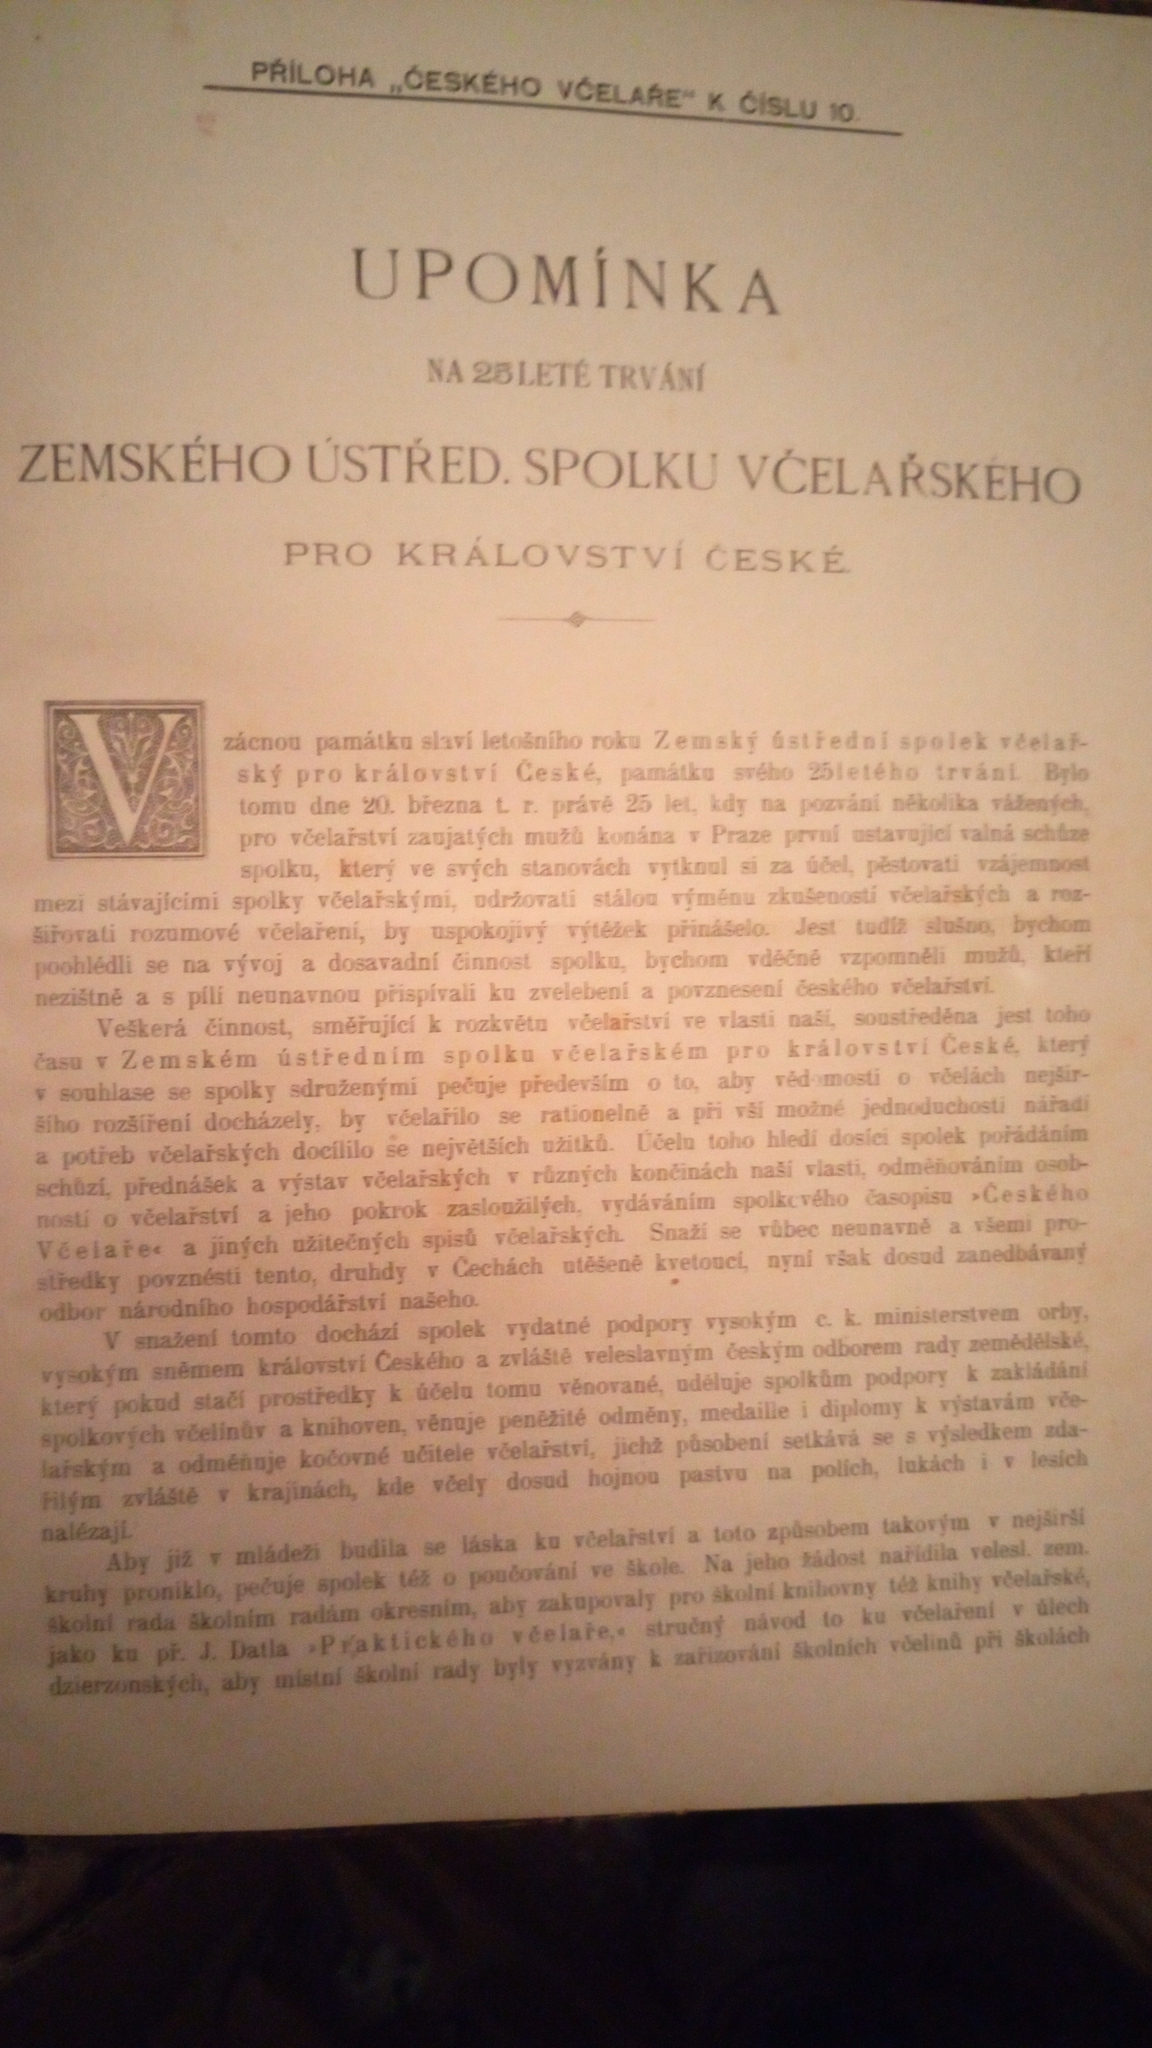 PŘÍLOHA „ČESKÉHO VČELAŘE“ K ČÍSLU 10.
UPOMÍNKA
NA 25LETÉ TRVÁNÍ
ZEMSKÉHO ÚSTŘED. SPOLKU VČELAŘSKÉHO
PRO KRÁLOVSTVÍ ČESKÉ.
Vzácnou památku slaví letošního roku Zemský ústřední spolek včelař-
ský pro království České, památku svého 25letého trvání. Bylo
tomu dne 20. března t. r. právě 25 let, kdy na pozvání několika vážených,
pro včelařství zaujatých mužů konána v Praze první ustavující valná schůze
spolku, který ve svých stanovách vytknul si za účel, pěstovati vzájemnost
mezi stávajícími spolky včelařskými, udržovati stálou výměnu zkušeností včelařských a roz-
šiřovati rozumové včelaření, by uspokojivý výtěžek přinášelo. Jest tudíž slušno, bychom
poohlédli se na vývoj a dosavadní činnost spolku, bychom vděčně vzpomněli mužů, kteří
nezištně a s pílí neunavnou přispívali ku zvelebení a povznesení českého včelařství.
Veškerá činnost, směřující k rozkvětu včelařství ve vlasti naší, soustředěna jest toho
času v Zemském ústředním spolku včelařském pro království České, který
v souhlase se spolky sdruženými pečuje především o to, aby vědomosti o včelách nejšir-
šího rozšíření docházely, by včelařilo se rationelně a při vší možné jednoduchosti nářadí
a potřeb včelařských docílilo se největších užitků. Účelu toho hledí dosíci spolek pořádáním
schůzí, přednášek a výstav včelařských v různých končinách naší vlasti, odměňováním osob-
ností o včelařství a jeho pokrok zasloužilých, vydáváním spolkového časopisu »Českého
Včelaře« a jiných užitečných spisů včelařských. Snaží se vůbec neunavně a všemi pro-
středky povznésti tento, druhdy v Čechách utěšeně kvetoucí, nyní však dosud zanedbávaný
odbor národního hospodářství našeho.
V snažení tomto dochází spolek vydatné podpory vysokým c. k. ministerstvem orby,
vysokým sněmem království Českého a zvláště veleslavným českým odborem rady zemědělské,
který pokud stačí prostředky k účelu tomu věnované, uděluje spolkům podpory k zakládání
spolkových včelínův a knihoven, věnuje peněžité odměny, medaille i diplomy k výstavám vče-
lařským a odměňuje kočovné učitele včelařství, jichž působení setkává se s výsledkem zda-
řilým zvláště v krajinách, kde včely dosud hojnou pastvu na polích, lukách i v lesích
nalézají.
Aby již v mládeži budila se láska ku včelařství a toto způsobem takovým v nejširší
kruhy proniklo, pečuje spolek též o poučování ve škole. Na jeho žádost nařídila velesl. zem.
školní rada školním radám okresním, aby zakupovaly pro školní knihovny též knihy včelařské,
jako ku př. J. Datla »Praktického včelaře,« stručný návod to ku včelaření v úlech
dzierzonských, aby místní školní rady byly vyzvány k zařizování školních včelínů při školách